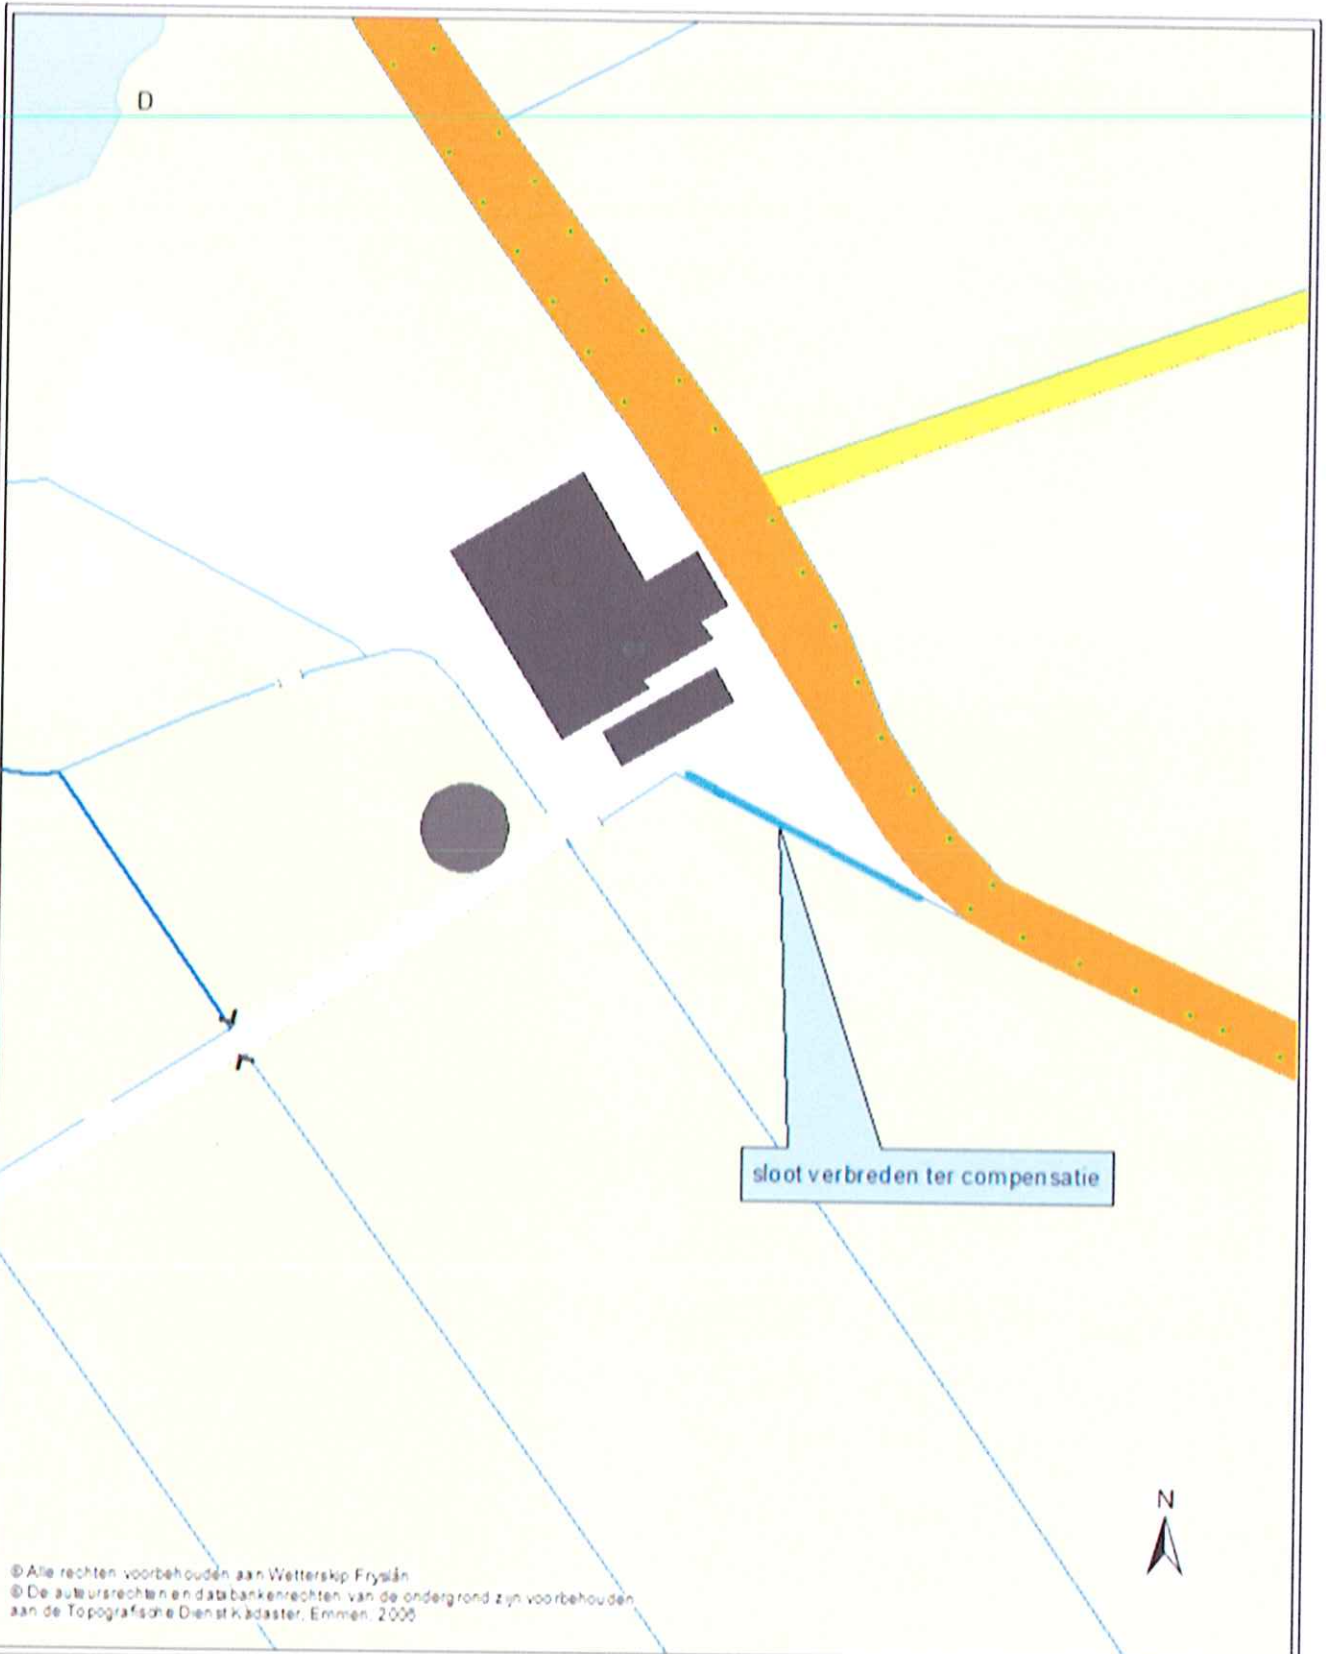 D
sloot verbreden ter compensatie
N
© Alle rechten voorbehouden aan Wetterskip Fryslân
© De auteursrechten en databankenrechten van de ondergrond zijn voorbehouden
aan de Topografische Dienst Kadaster, Emmen, 2006